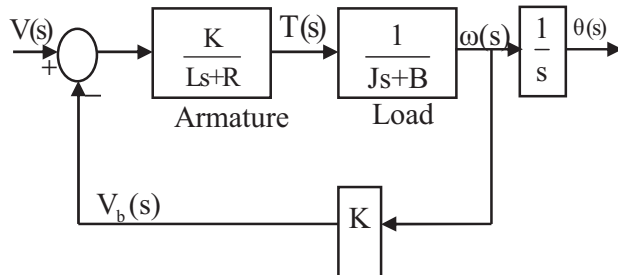 V(s)
+
−
K
Ls+R
Armature
T(s)
1
Js+B
Load
ω(s)
1
s
θ(s)
V_b(s)
K